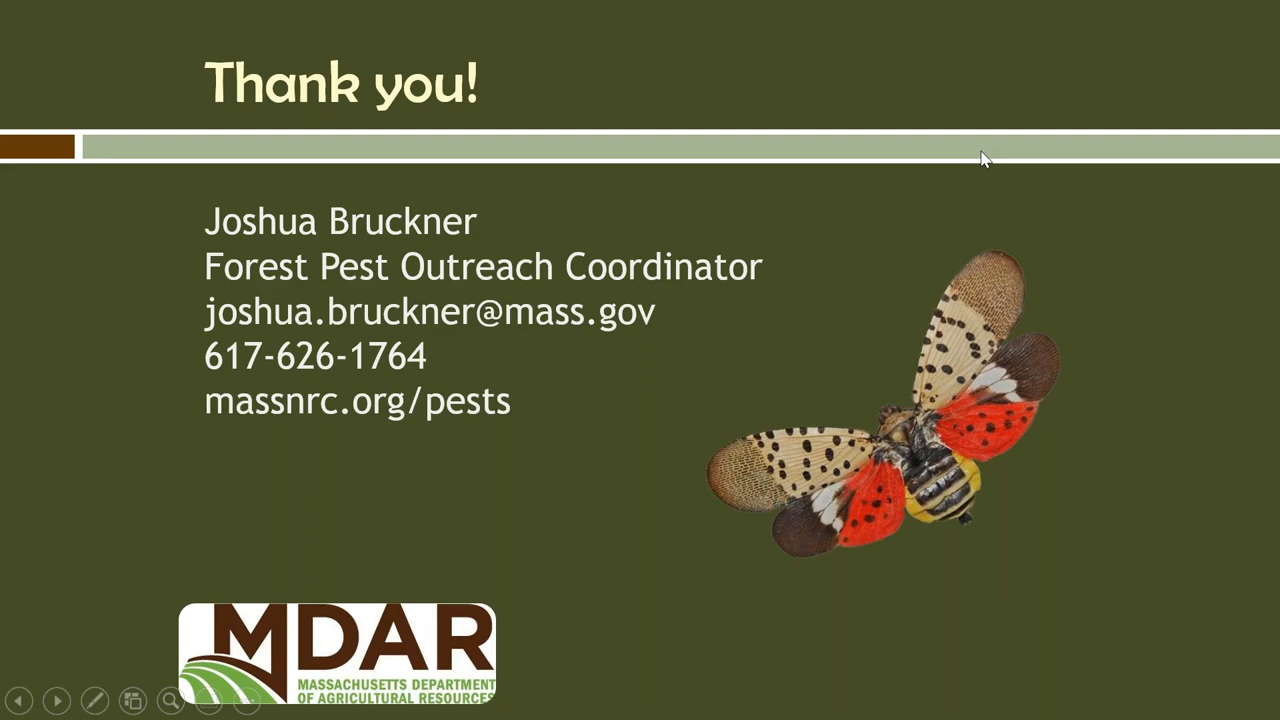 Thank you!
Joshua Bruckner
Forest Pest Outreach Coordinator
joshua.bruckner@mass.gov
617-626-1764
massnrc.org/pests
MDAR
MASSACHUSETTS DEPARTMENT
OF AGRICULTURAL RESOURCES